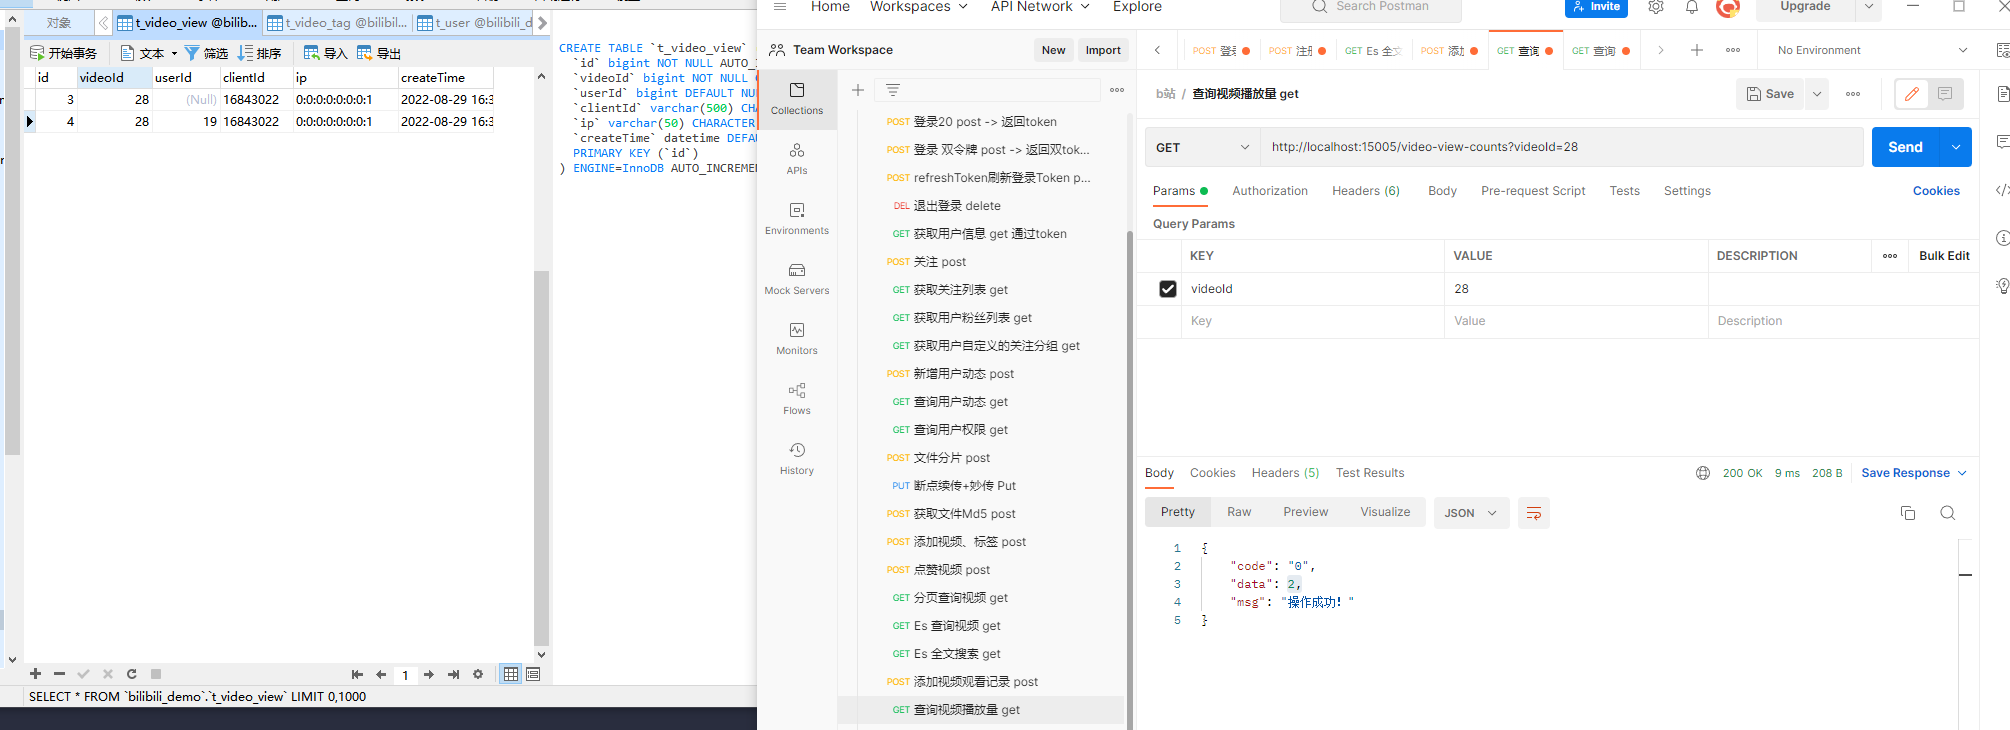 对象
t_video_view @bilib...
t_video_tag @bilibil...
t_user @bilibili_d
开始事务
文本
筛选
排序
导入
导出
id videoId userId clientId ip createTime
3 28 (Null) 16843022 0:0:0:0:0:0:0:1 2022-08-29 16:3
4 28 19 16843022 0:0:0:0:0:0:0:1 2022-08-29 16:3
1
SELECT * FROM `bilibili_demo`.`t_video_view` LIMIT 0,1000
CREATE TABLE `t_video_view`
`id` bigint NOT NULL AUTO_I
`videoId` bigint NOT NULL
`userId` bigint DEFAULT NU
`clientId` varchar(500) CHA
`ip` varchar(50) CHARACTER
`createTime` datetime DEFA
PRIMARY KEY (`id`)
) ENGINE=InnoDB AUTO_INCREME
Home
Workspaces
API Network
Explore
Search Postman
Invite
Upgrade
Team Workspace
New
Import
Collections
APIs
Environments
Mock Servers
Monitors
Flows
History
POST 登录20 post -> 返回token
POST 登录 双令牌 post -> 返回双tok...
POST refreshToken刷新登录Token p...
DEL 退出登录 delete
GET 获取用户信息 get 通过token
POST 关注 post
GET 获取关注列表 get
GET 获取用户粉丝列表 get
GET 获取用户自定义的关注分组 get
POST 新增用户动态 post
GET 查询用户动态 get
GET 查询用户权限 get
POST 文件分片 post
PUT 断点续传+妙传 Put
POST 获取文件Md5 post
POST 添加视频、标签 post
POST 点赞视频 post
GET 分页查询视频 get
GET Es 查询视频 get
GET Es 全文搜索 get
POST 添加视频观看记录 post
GET 查询视频播放量 get
POST
POST
GET Es 全
POST 添
GET 查询
GET 查询
No Environment
b站 / 查询视频播放量 get
Save
GET
http://localhost:15005/video-view-counts?videoId=28
Send
Params
Authorization
Headers (6)
Body
Pre-request Script
Tests
Settings
Cookies
Query Params
KEY VALUE DESCRIPTION Bulk Edit
videoId 28
Key Value Description
Body
Cookies
Headers (5)
Test Results
200 OK
9 ms
208 B
Save Response
Pretty
Raw
Preview
Visualize
JSON
1 {
2 "code": "0",
3 "data": 2,
4 "msg": "操作成功！"
5 }